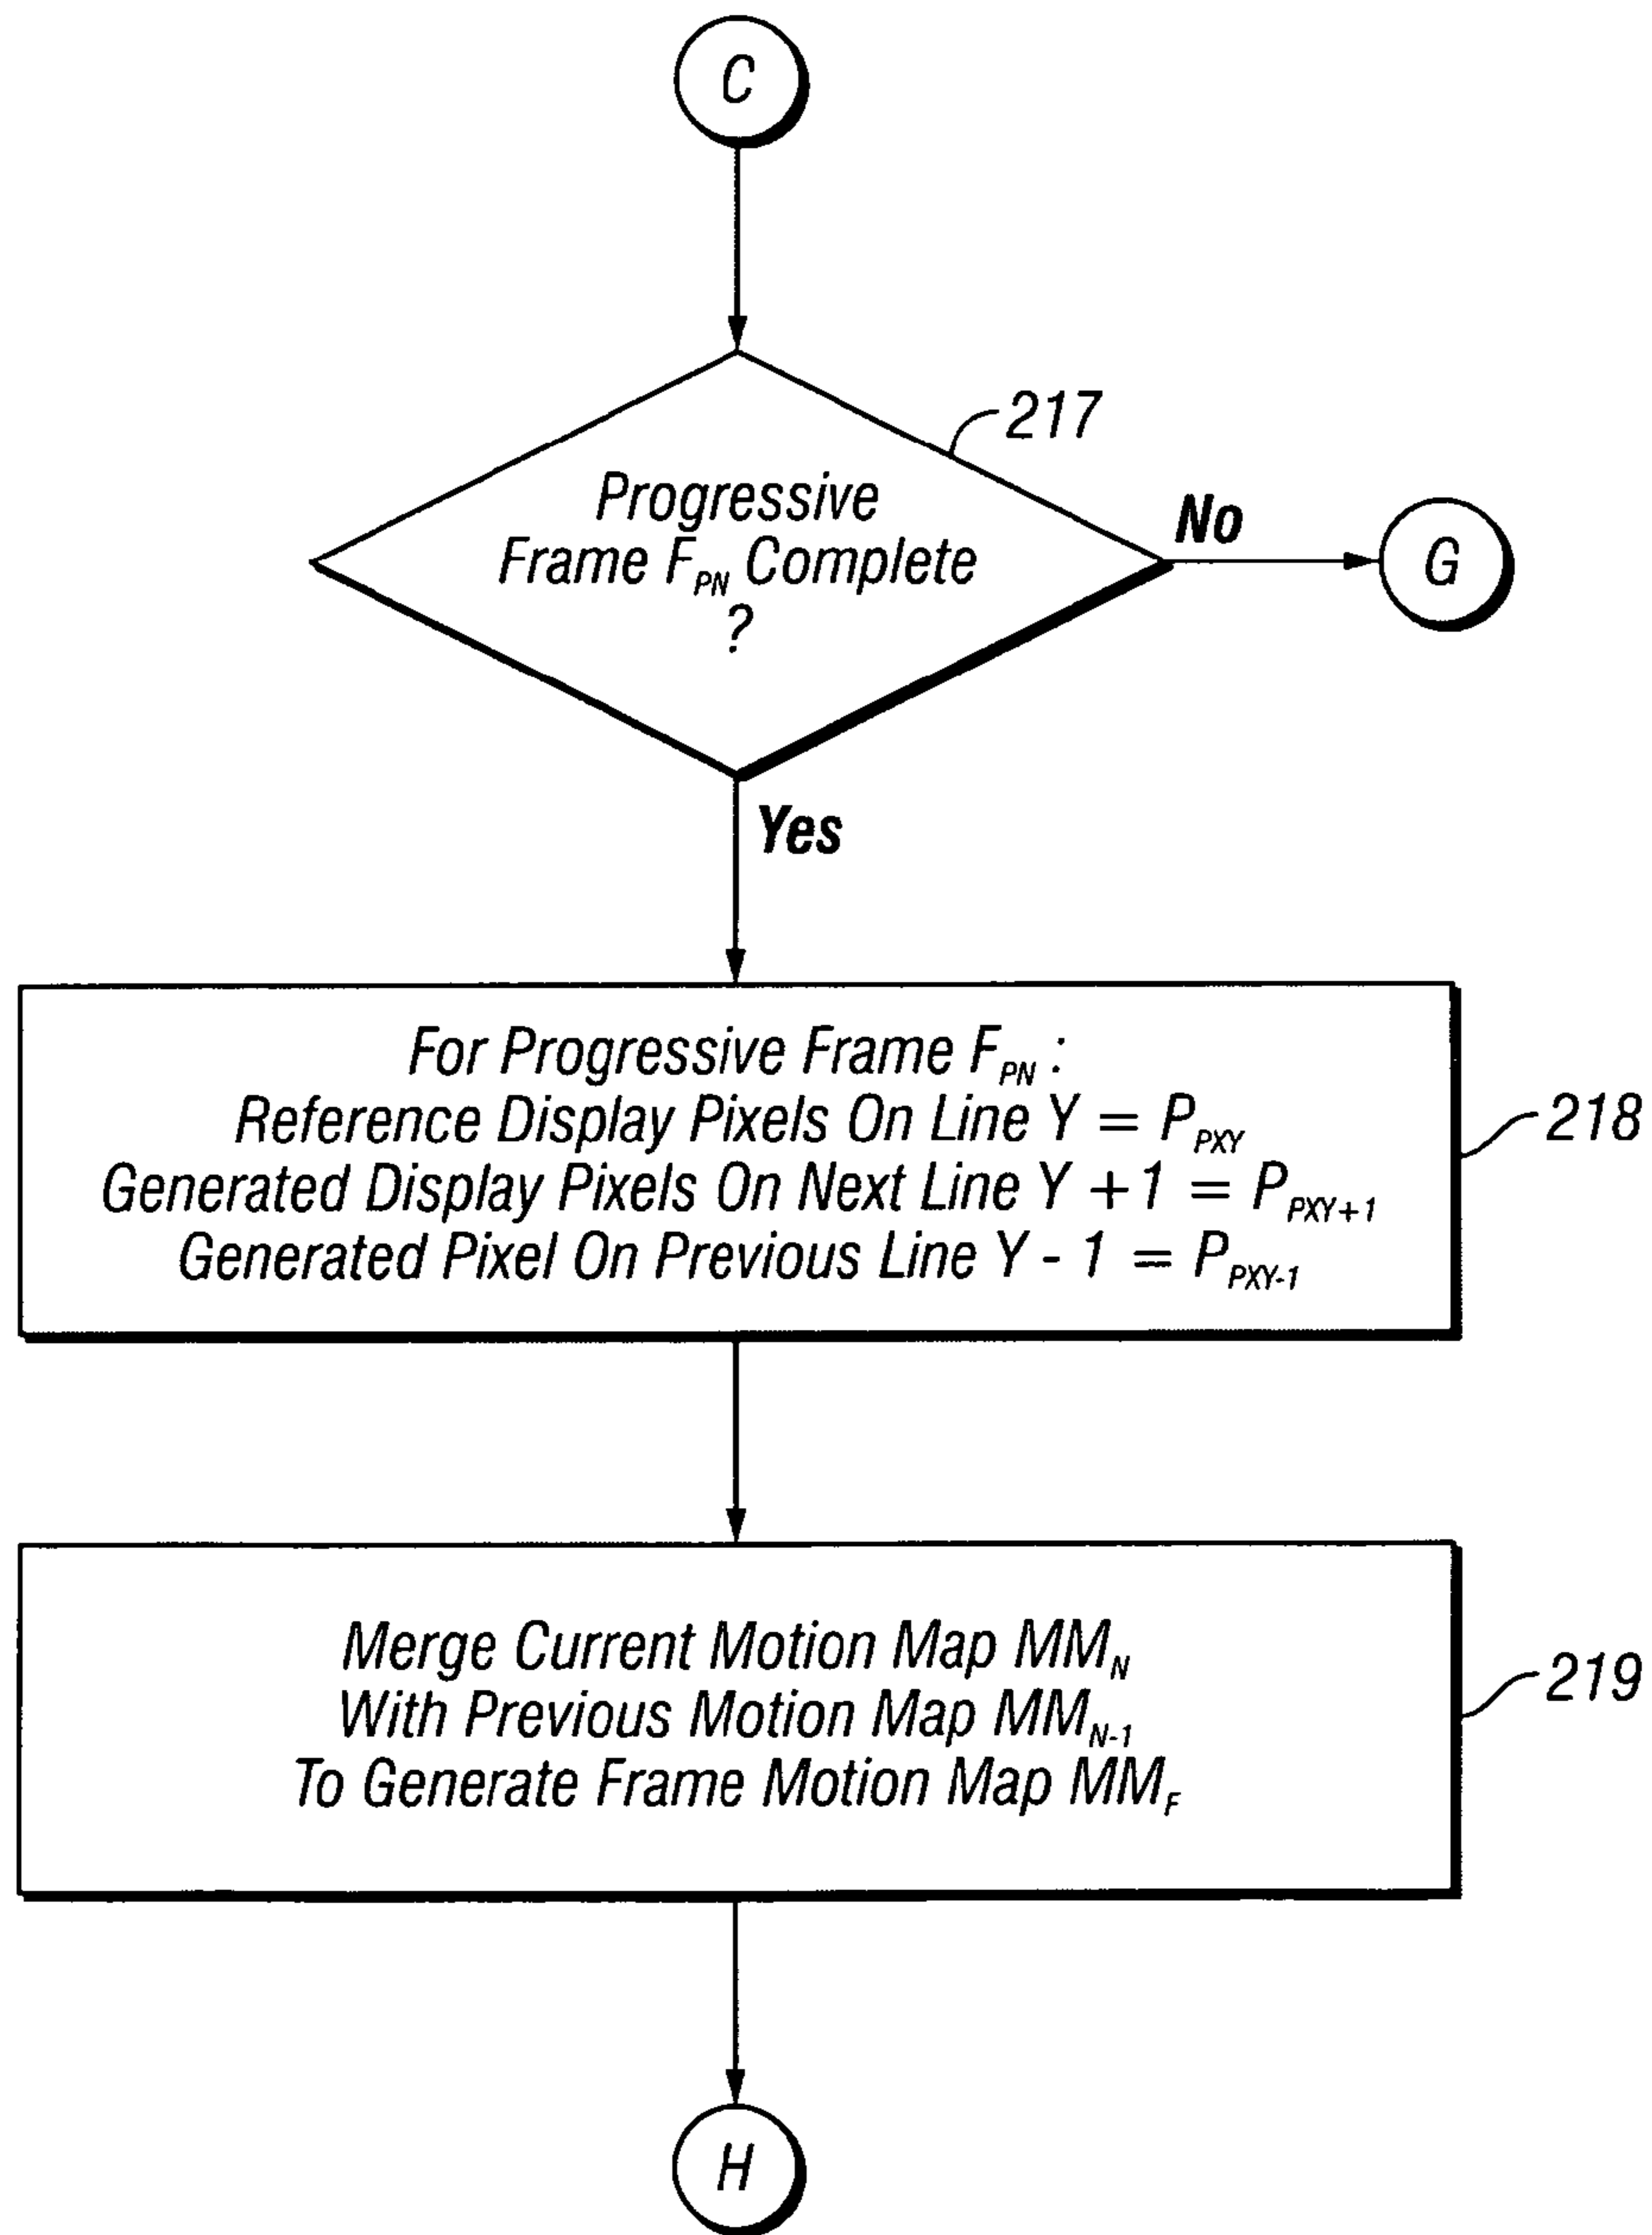 C
217
Progressive
Frame F_PN Complete
?
No
G
Yes
For Progressive Frame F_PN :
Reference Display Pixels On Line Y = P_PXY
Generated Display Pixels On Next Line Y + 1 = P_PXY+1
Generated Pixel On Previous Line Y - 1 = P_PXY-1
218
Merge Current Motion Map MM_N
With Previous Motion Map MM_N-1
To Generate Frame Motion Map MM_F
219
H